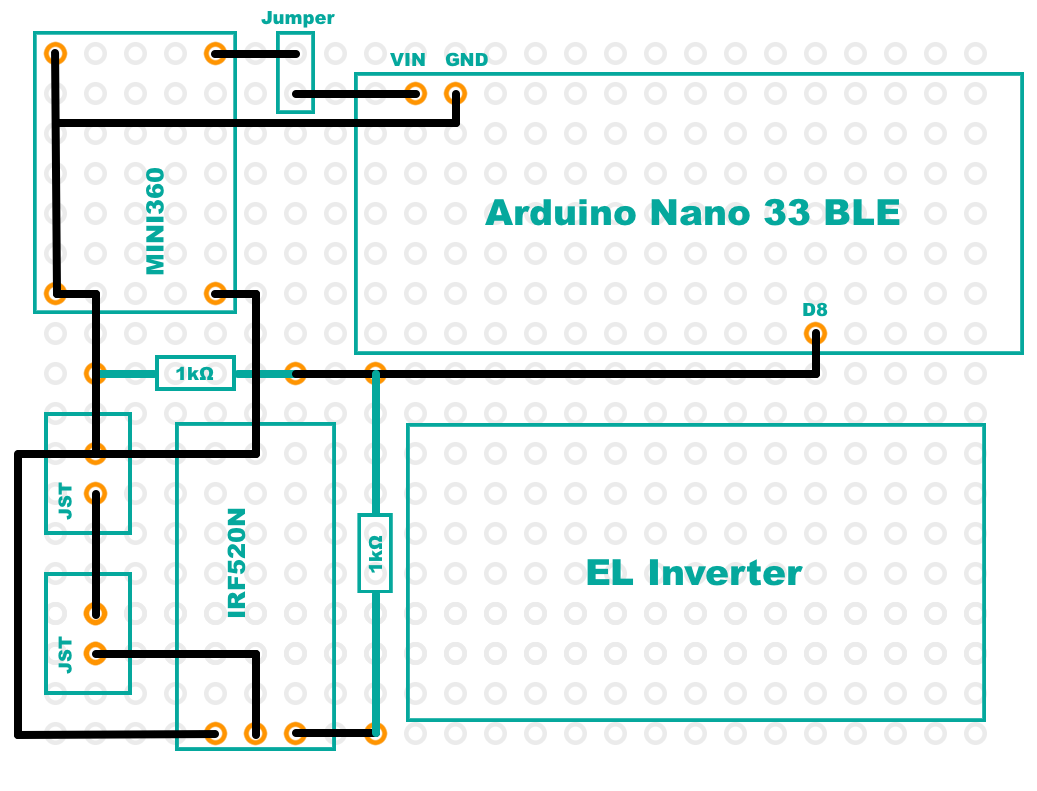 Jumper
VIN GND
MINI360
Arduino Nano 33 BLE
D8
1kΩ
JST
IRF520N
1kΩ
EL Inverter
JST